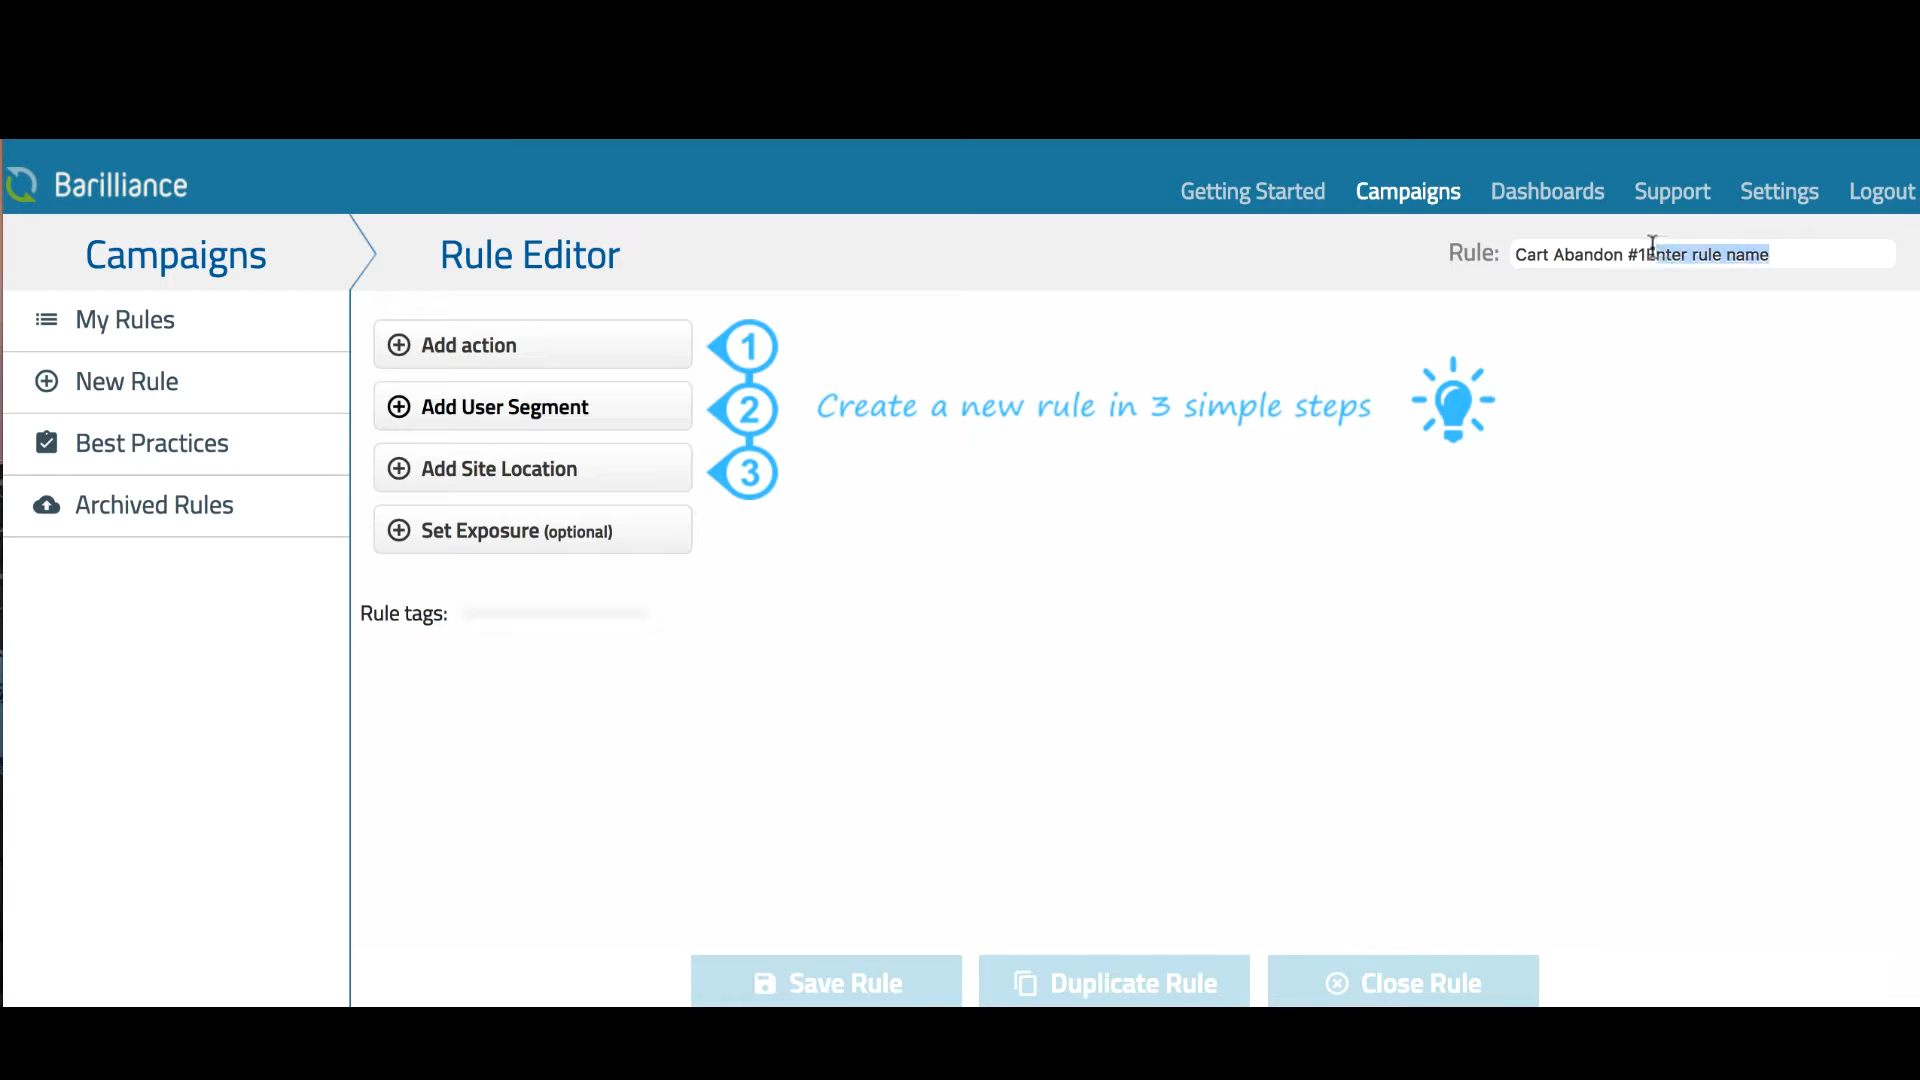 Barilliance
Getting Started Campaigns Dashboards Support Settings Logout
Campaigns
Rule Editor
Rule: Cart Abandon #1Enter rule name
My Rules
New Rule
Best Practices
Archived Rules
Add action
Add User Segment
Add Site Location
Set Exposure (optional)
1
2
3
Create a new rule in 3 simple steps
Rule tags:
Save Rule
Duplicate Rule
Close Rule